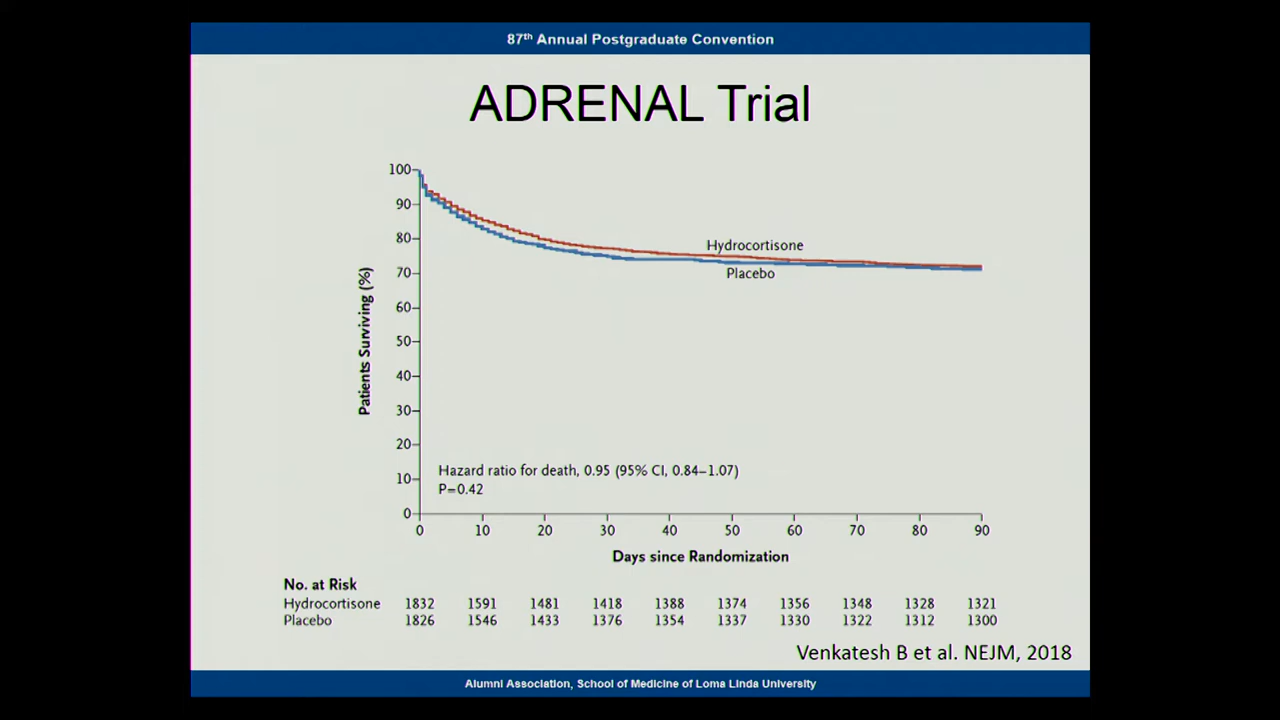 87th Annual Postgraduate Convention
ADRENAL Trial
100
90
80
70
60
50
40
30
20
10
0
Patients Surviving (%)
Hydrocortisone
Placebo
Hazard ratio for death, 0.95 (95% CI, 0.84–1.07)
P=0.42
0 10 20 30 40 50 60 70 80 90
Days since Randomization
No. at Risk
Hydrocortisone 1832 1591 1481 1418 1388 1374 1356 1348 1328 1321
Placebo 1826 1546 1433 1376 1354 1337 1330 1322 1312 1300
Venkatesh B et al. NEJM, 2018
Alumni Association, School of Medicine of Loma Linda University